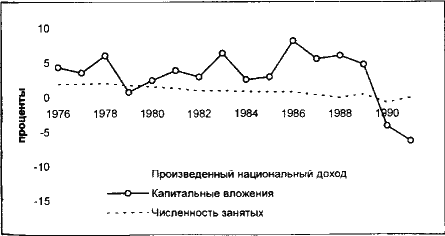 10
5
0
1976 1978 1980 1982 1984 1986 1988 1990
-5
-10
-15
проценты
Произведенный национальный доход
Капитальные вложения
Численность занятых